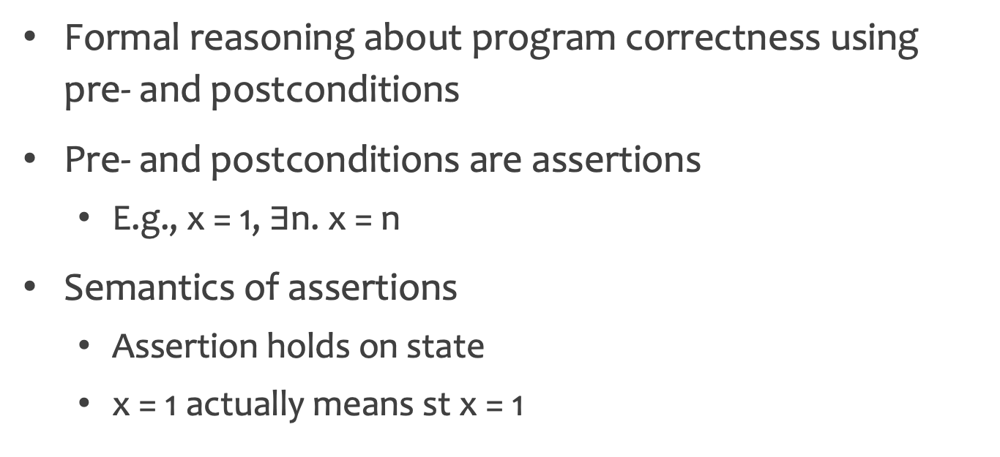 • Formal reasoning about program correctness using
pre- and postconditions
• Pre- and postconditions are assertions
• E.g., x = 1, ∃n. x = n
• Semantics of assertions
• Assertion holds on state
• x = 1 actually means st x = 1